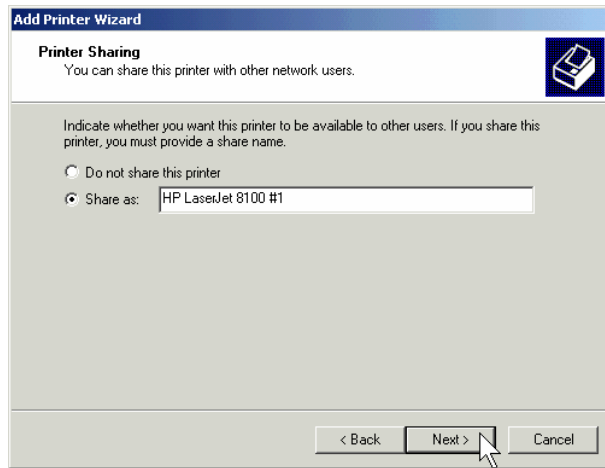 Add Printer Wizard
Printer Sharing
You can share this printer with other network users.
Indicate whether you want this printer to be available to other users. If you share this
printer, you must provide a share name.
Do not share this printer
Share as: HP LaserJet 8100 #1
< Back Next > Cancel